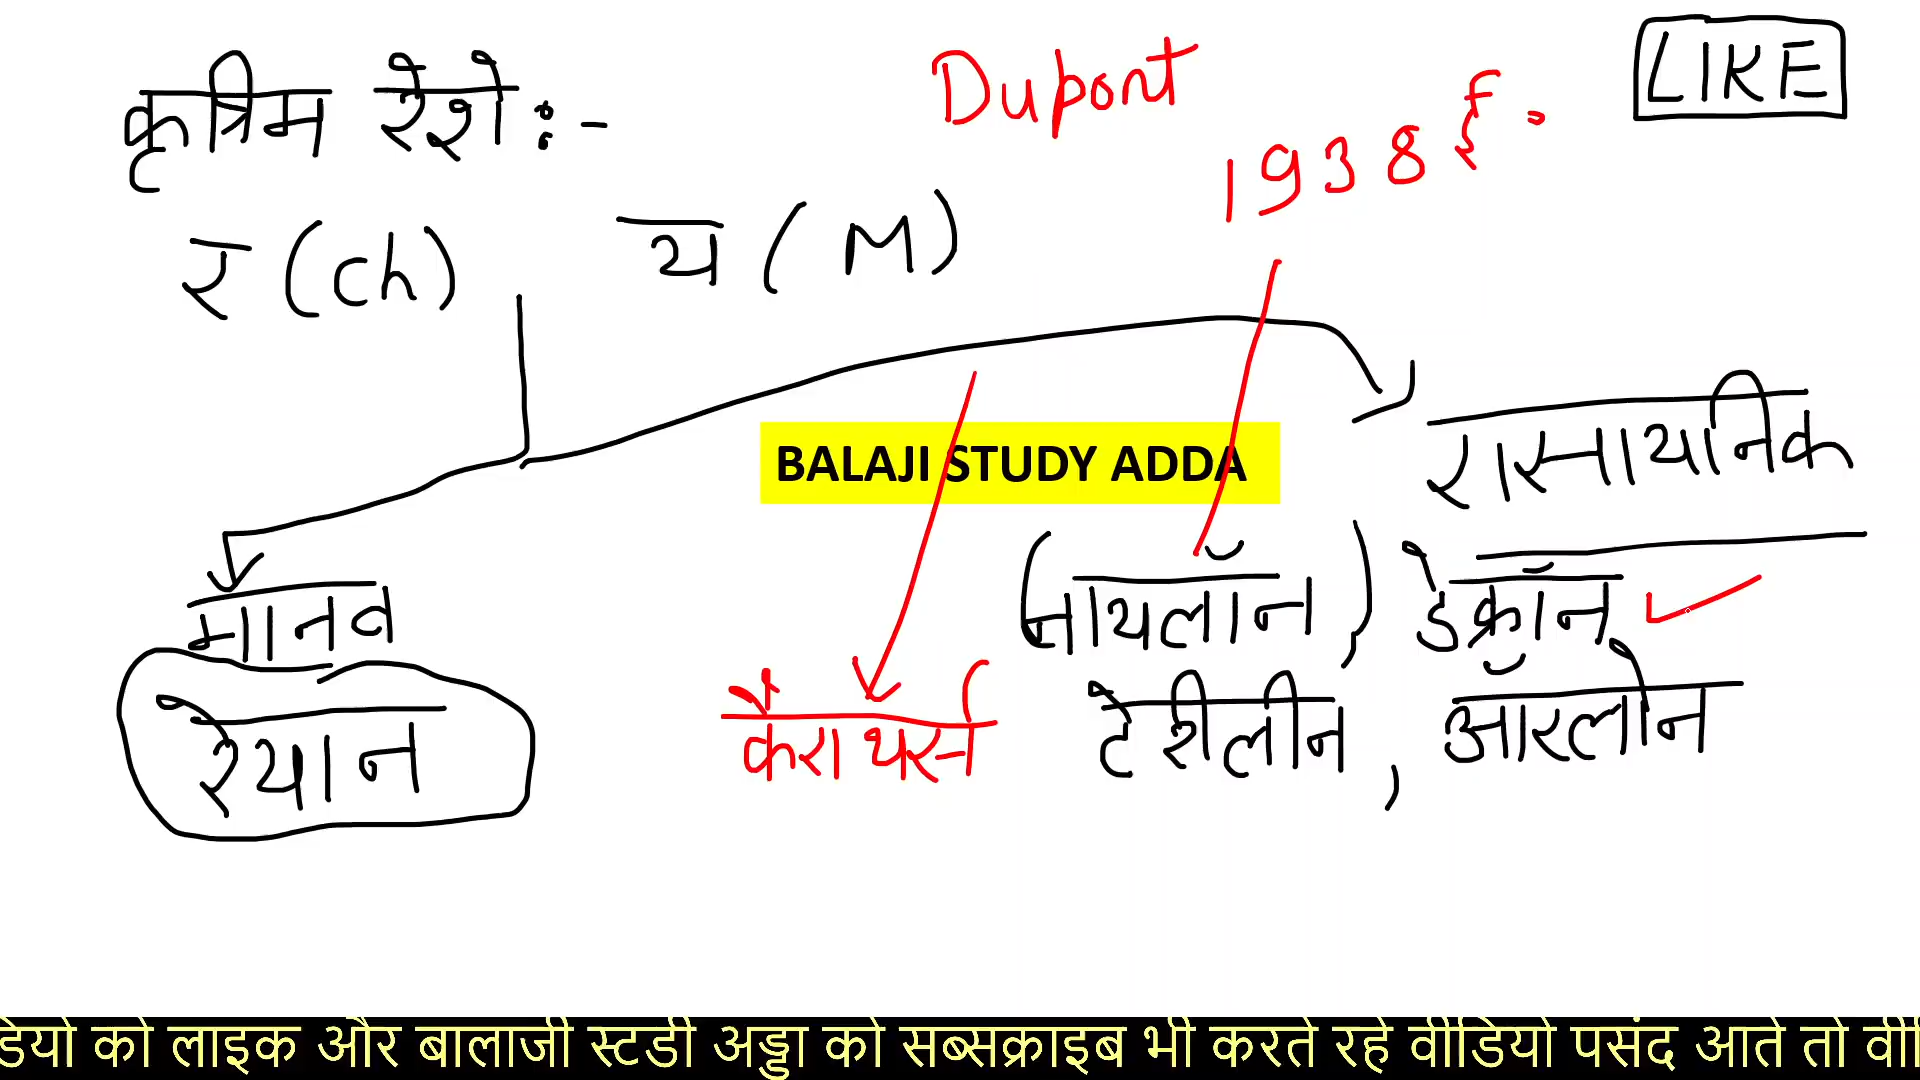 कृत्रिम रेशे :-
Dupont
1938 ई॰
LIKE
र (ch) य (M)
BALAJI STUDY ADDA
रासायनिक
मानव
(नायलॉन) डेक्रॉन
रेयान
कैराथर्स
टेरीलीन, ऑरलोन
डियो को लाइक और बालाजी स्टडी अड्डा को सब्सक्राइब भी करते रहे वीडियो पसंद आते तो वी